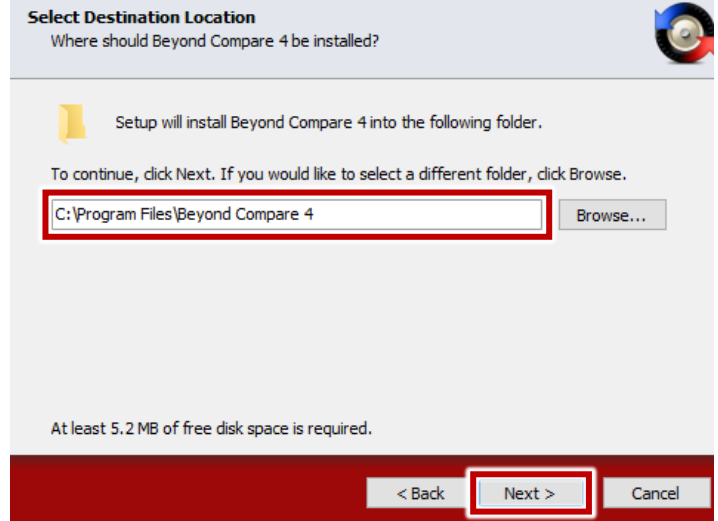 Select Destination Location
Where should Beyond Compare 4 be installed?
Setup will install Beyond Compare 4 into the following folder.
To continue, click Next. If you would like to select a different folder, click Browse.
C:\Program Files\Beyond Compare 4
Browse...
At least 5.2 MB of free disk space is required.
< Back
Next >
Cancel